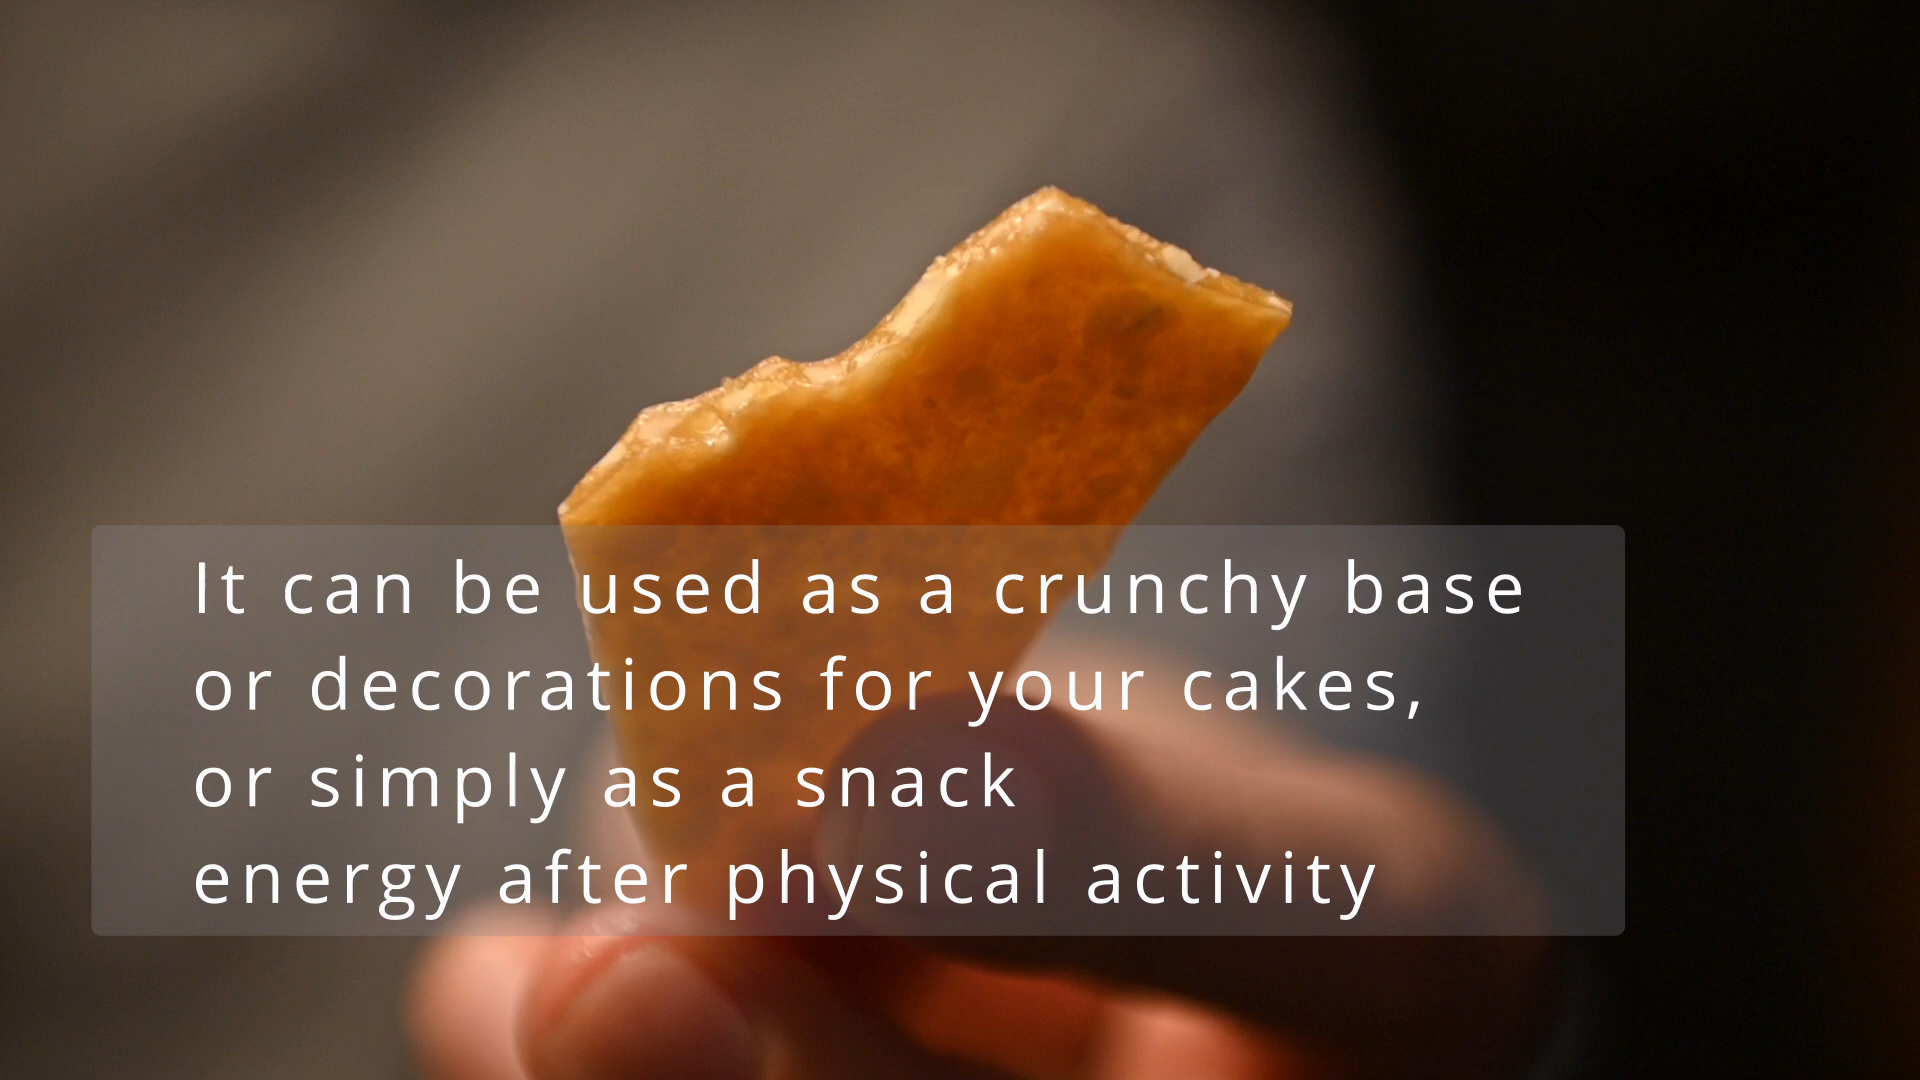 It can be used as a crunchy base
or decorations for your cakes,
or simply as a snack
energy after physical activity